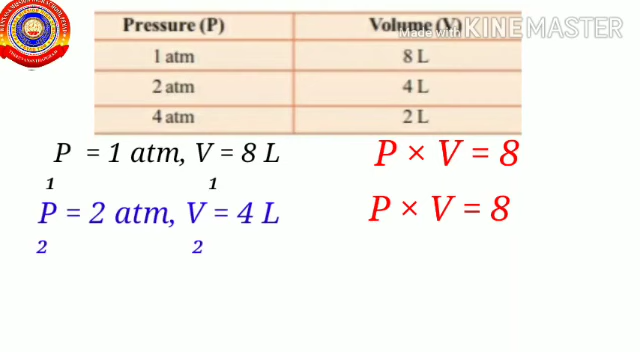 Pressure (P) Volume (V)
Made with KINEMASTER
1 atm 8 L
2 atm 4 L
4 atm 2 L
P = 1 atm, V = 8 L P × V = 8
1 1
P = 2 atm, V = 4 L P × V = 8
2 2